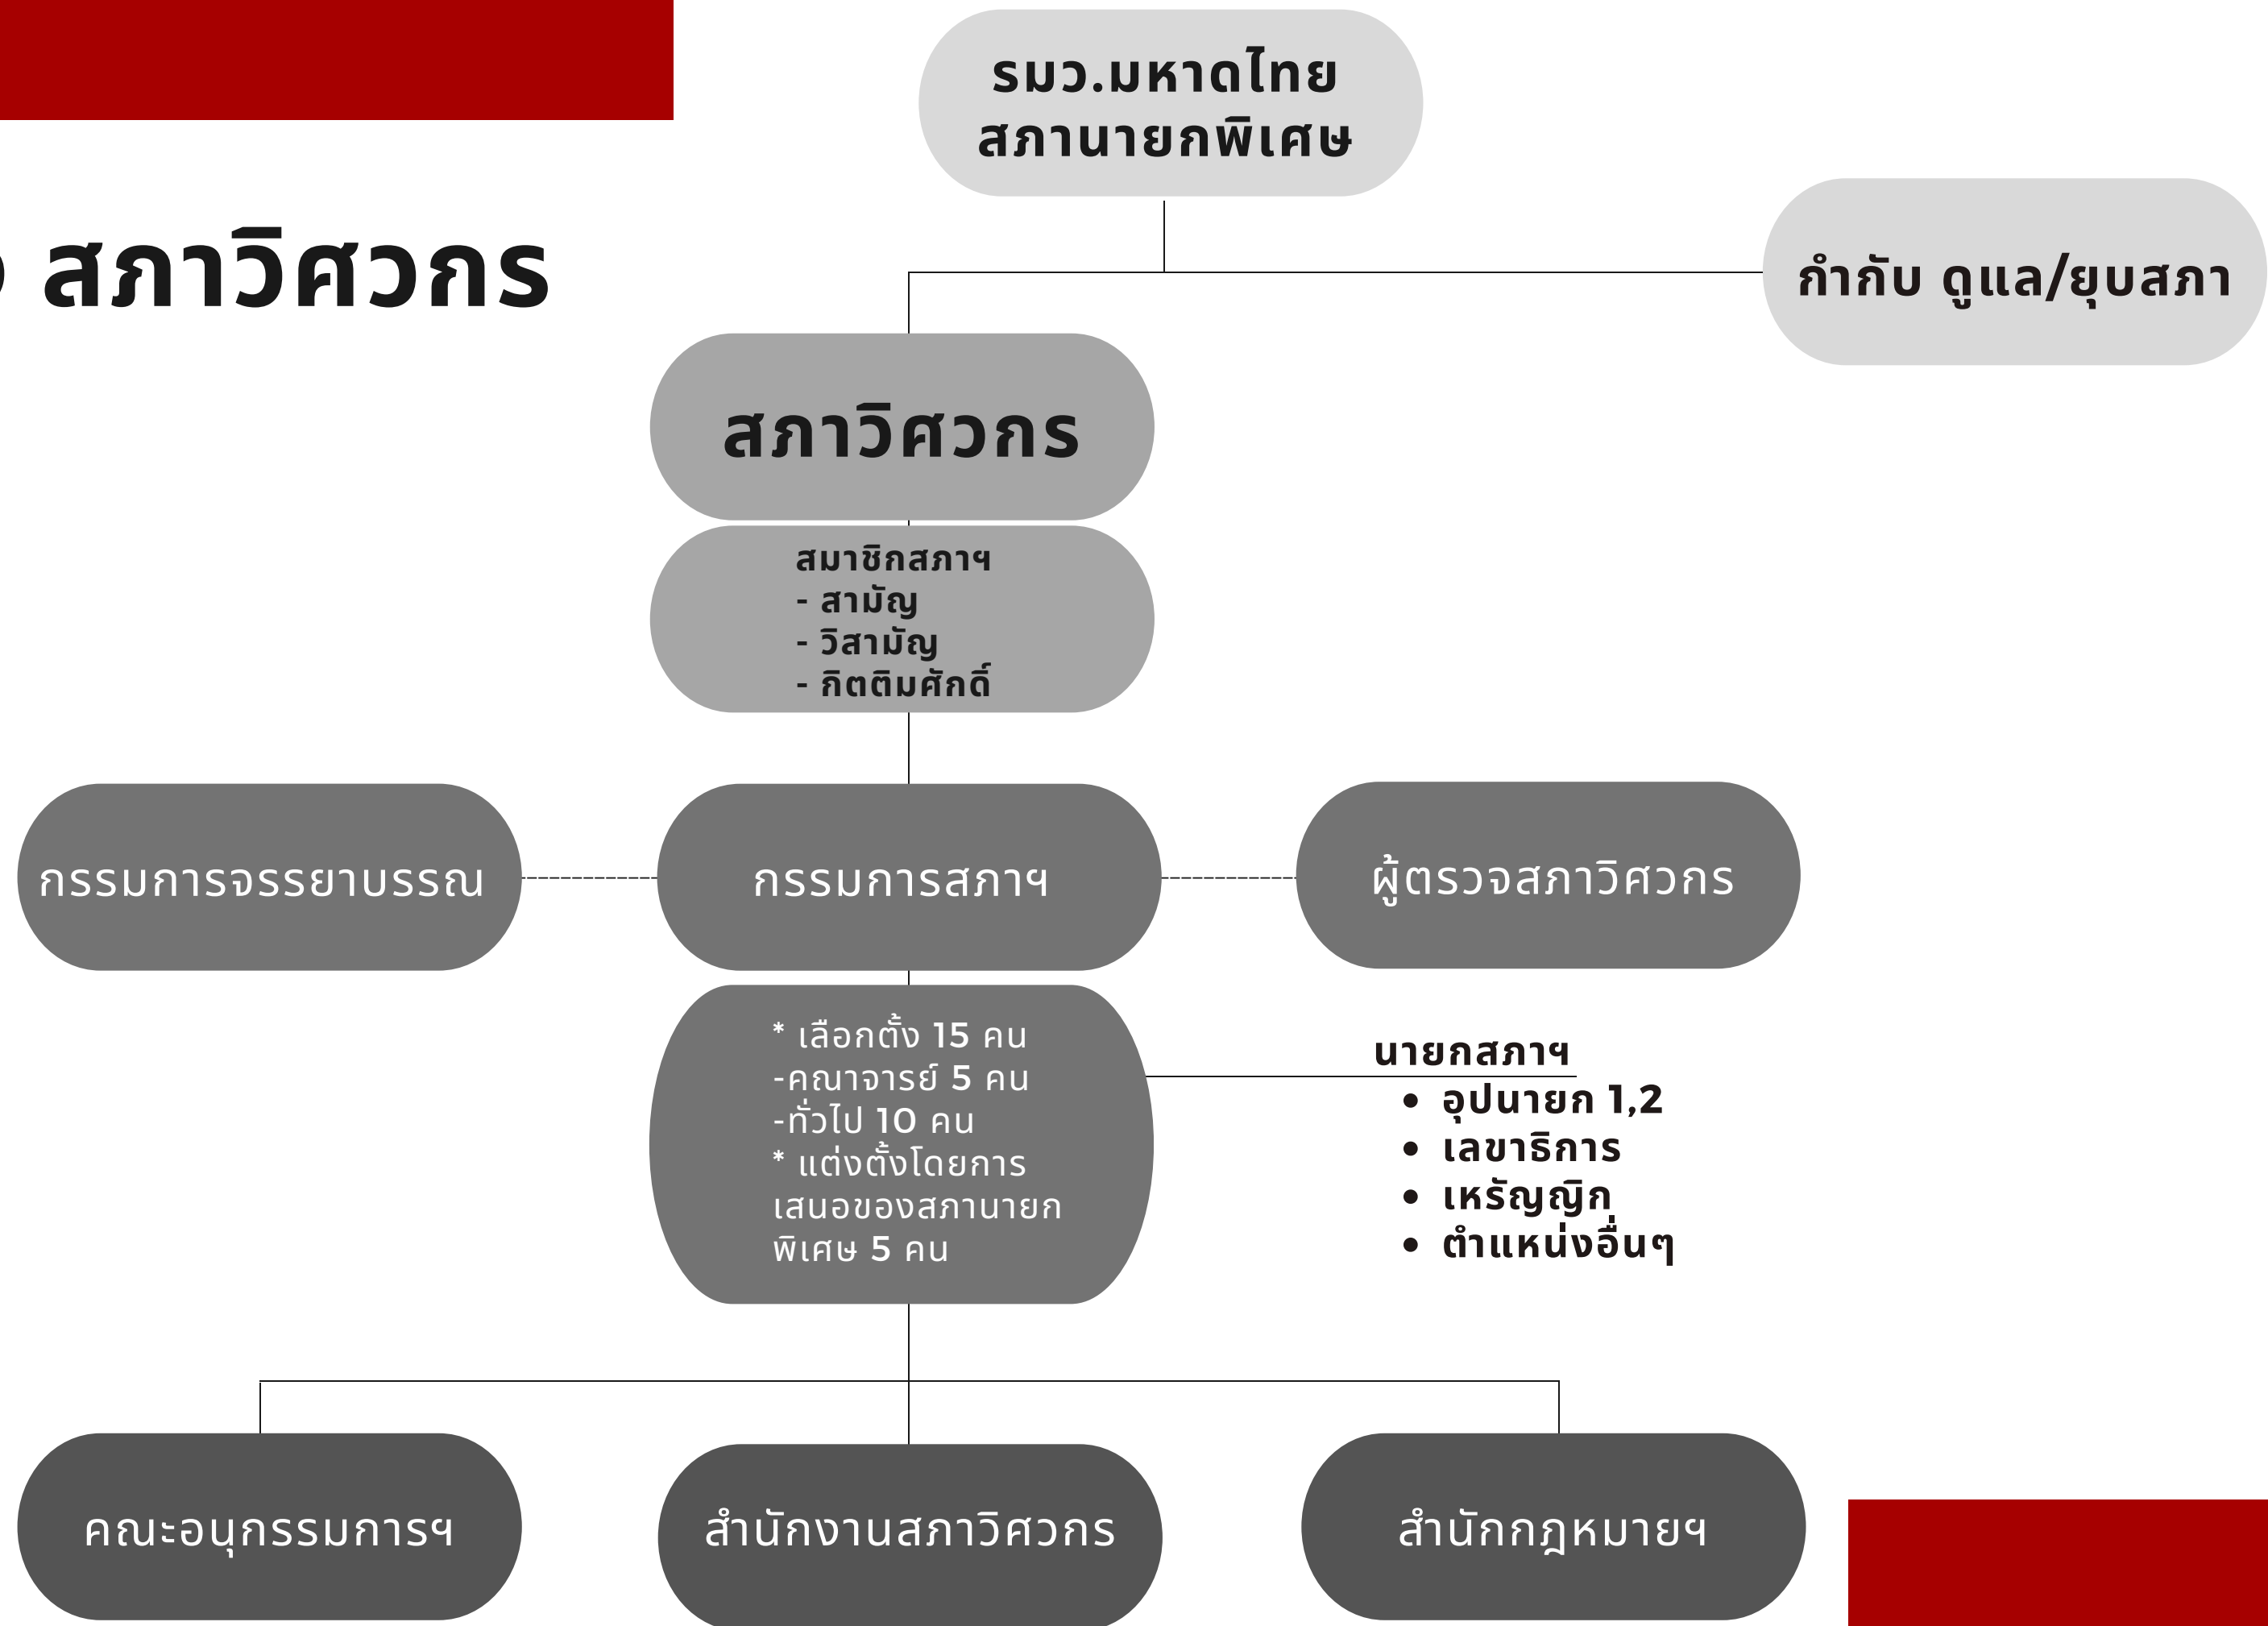 รมว.มหาดไทย
สภานายกพิเศษ
สภาวิศวกร
กำกับ ดูแล/ยุบสภา
สภาวิศวกร
สมาชิกสภาฯ
- สามัญ
- วิสามัญ
- กิตติมศักดิ์
กรรมการจรรยาบรรณ
กรรมการสภาฯ
ผู้ตรวจสภาวิศวกร
* เลือกตั้ง 15 คน
-คณาจารย์ 5 คน
-ทั่วไป 10 คน
* แต่งตั้งโดยการ
เสนอของสภานายก
พิเศษ 5 คน
นายกสภาฯ
• อุปนายก 1,2
• เลขาธิการ
• เหรัญญิก
• ตำแหน่งอื่นๆ
คณะอนุกรรมการฯ
สำนักงานสภาวิศวกร
สำนักกฎหมายฯ